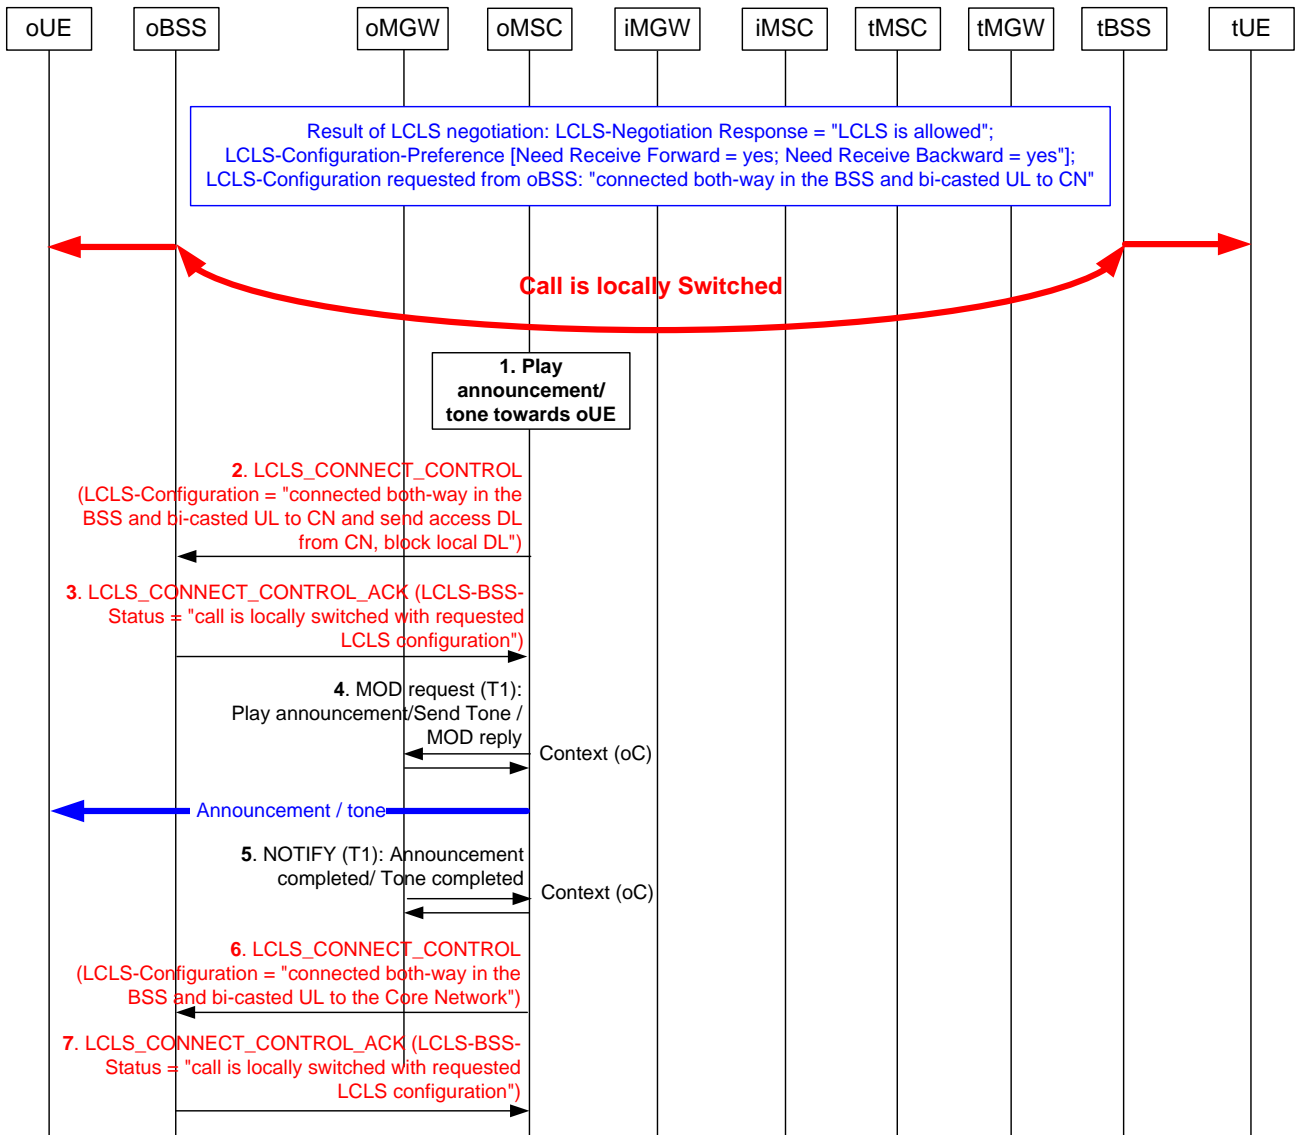 oUE oBSS oMGW oMSC iMGW iMSC tMSC tMGW tBSS tUE
Result of LCLS negotiation: LCLS-Negotiation Response = "LCLS is allowed";
LCLS-Configuration-Preference [Need Receive Forward = yes; Need Receive Backward = yes"];
LCLS-Configuration requested from oBSS: "connected both-way in the BSS and bi-casted UL to CN"
Call is locally Switched
1. Play
announcement/
tone towards oUE
2. LCLS_CONNECT_CONTROL
(LCLS-Configuration = "connected both-way in the
BSS and bi-casted UL to CN and send access DL
from CN, block local DL")
3. LCLS_CONNECT_CONTROL_ACK (LCLS-BSS-
Status = "call is locally switched with requested
LCLS configuration")
4. MOD request (T1):
Play announcement/Send Tone /
MOD reply
Context (oC)
Announcement / tone
5. NOTIFY (T1): Announcement
completed/ Tone completed
Context (oC)
6. LCLS_CONNECT_CONTROL
(LCLS-Configuration = "connected both-way in the
BSS and bi-casted UL to the Core Network")
7. LCLS_CONNECT_CONTROL_ACK (LCLS-BSS-
Status = "call is locally switched with requested
LCLS configuration")